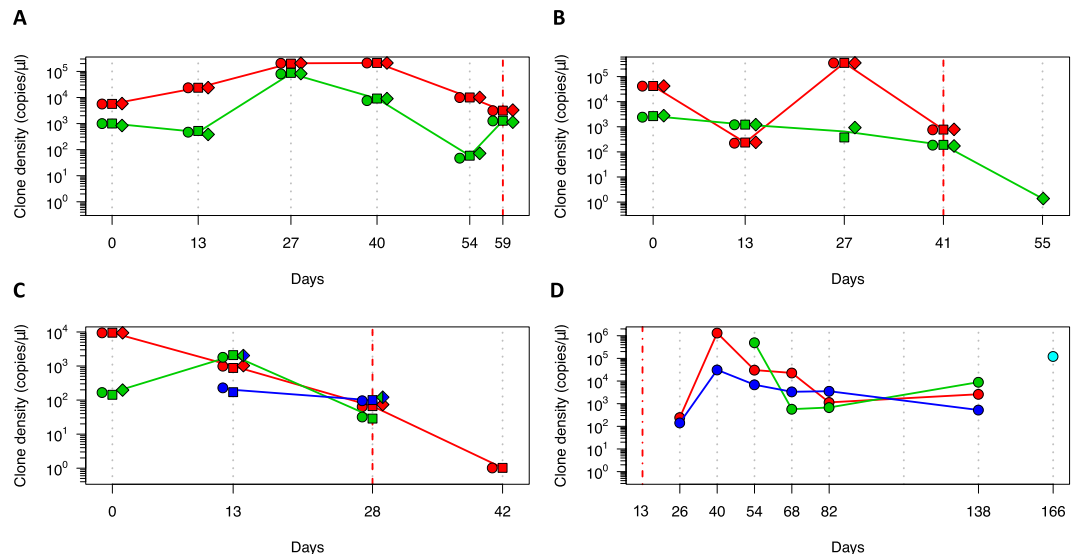 A
Clone density (copies/µl)
10^5
10^4
10^3
10^2
10^1
10^0
0 13 27 40 54 59
Days
B
Clone density (copies/µl)
10^5
10^4
10^3
10^2
10^1
10^0
0 13 27 41 55
Days
C
Clone density (copies/µl)
10^4
10^3
10^2
10^1
10^0
0 13 28 42
Days
D
Clone density (copies/µl)
10^6
10^5
10^4
10^3
10^2
10^1
10^0
13 26 40 54 68 82 138 166
Days